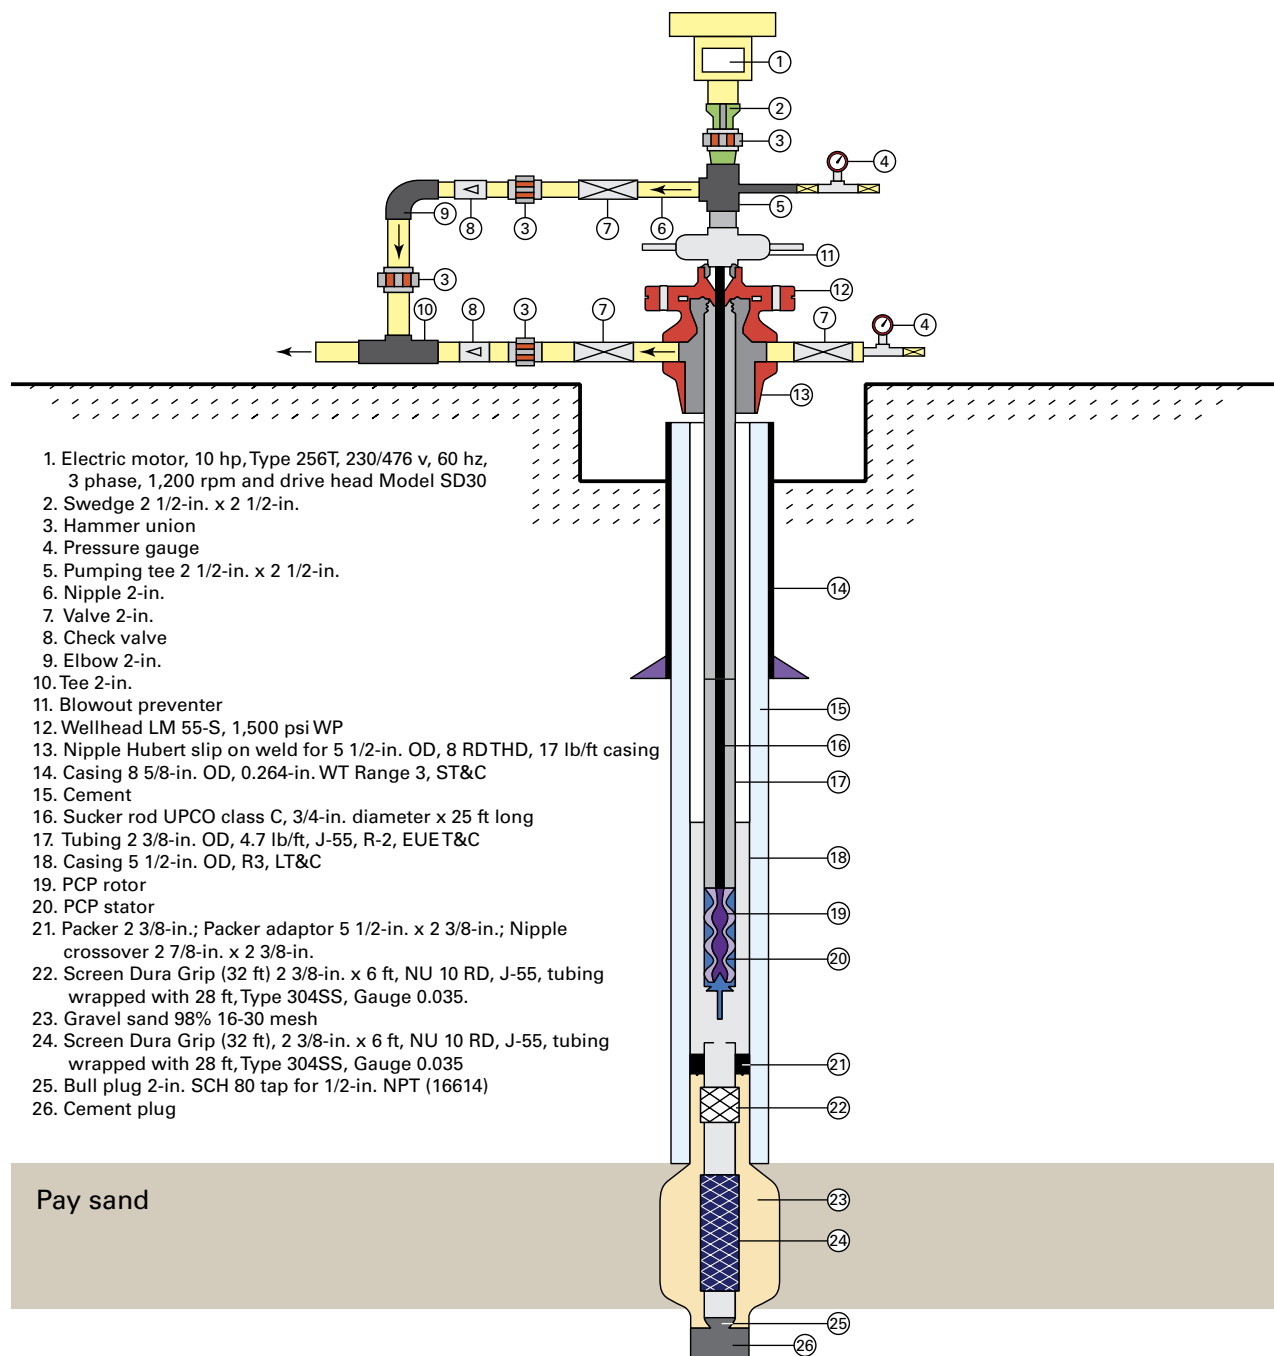 1
2
3
4
5
9
8
3
7
6
11
3
12
10
8
3
7
7
4
13
1. Electric motor, 10 hp, Type 256T, 230/476 v, 60 hz,
3 phase, 1,200 rpm and drive head Model SD30
2. Swedge 2 1/2-in. x 2 1/2-in.
3. Hammer union
4. Pressure gauge
5. Pumping tee 2 1/2-in. x 2 1/2-in.
6. Nipple 2-in.
7. Valve 2-in.
8. Check valve
9. Elbow 2-in.
10. Tee 2-in.
11. Blowout preventer
12. Wellhead LM 55-S, 1,500 psi WP
13. Nipple Hubert slip on weld for 5 1/2-in. OD, 8 RD THD, 17 lb/ft casing
14. Casing 8 5/8-in. OD, 0.264-in. WT Range 3, ST&C
15. Cement
16. Sucker rod UPCO class C, 3/4-in. diameter x 25 ft long
17. Tubing 2 3/8-in. OD, 4.7 lb/ft, J-55, R-2, EUE T&C
18. Casing 5 1/2-in. OD, R3, LT&C
19. PCP rotor
20. PCP stator
21. Packer 2 3/8-in.; Packer adaptor 5 1/2-in. x 2 3/8-in.; Nipple
crossover 2 7/8-in. x 2 3/8-in.
22. Screen Dura Grip (32 ft) 2 3/8-in. x 6 ft, NU 10 RD, J-55, tubing
wrapped with 28 ft, Type 304SS, Gauge 0.035.
23. Gravel sand 98% 16-30 mesh
24. Screen Dura Grip (32 ft), 2 3/8-in. x 6 ft, NU 10 RD, J-55, tubing
wrapped with 28 ft, Type 304SS, Gauge 0.035
25. Bull plug 2-in. SCH 80 tap for 1/2-in. NPT (16614)
26. Cement plug
14
15
16
17
18
19
20
21
22
Pay sand
23
24
25
26